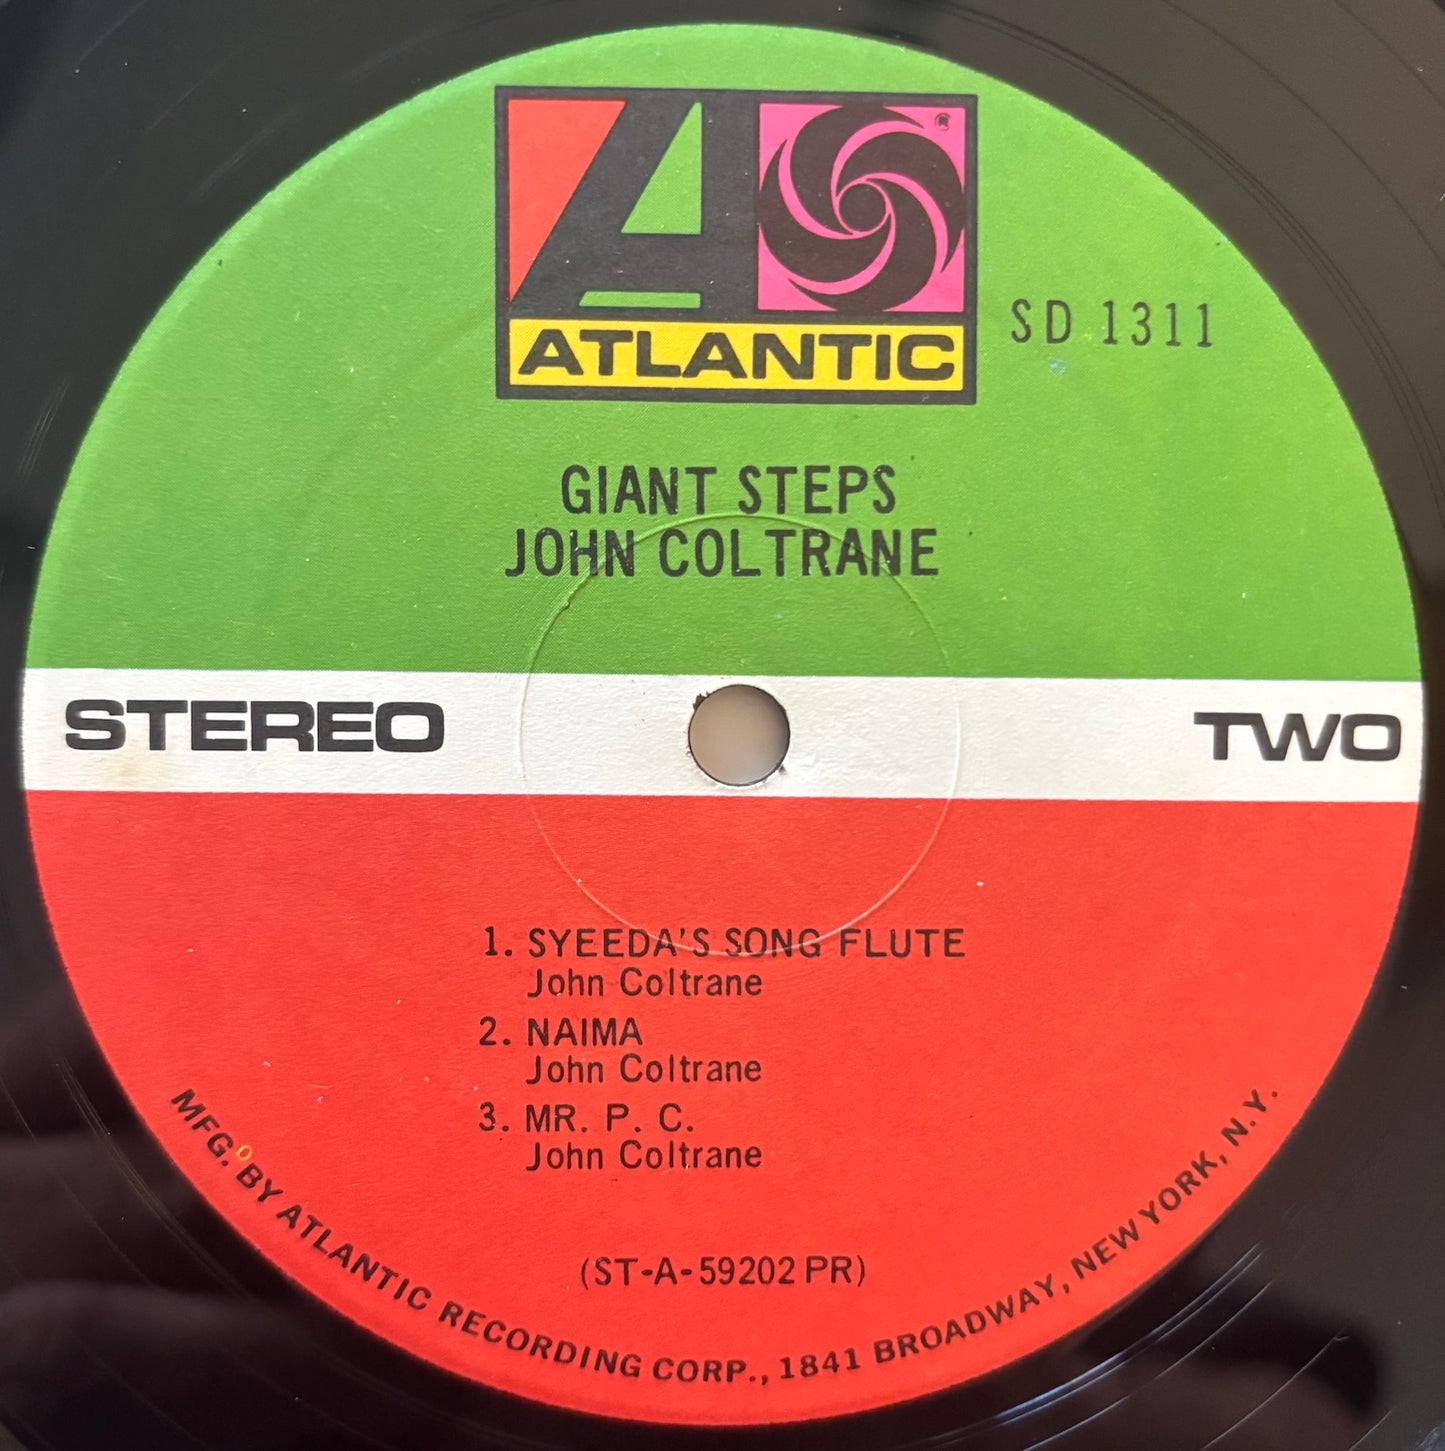 A
ATLANTIC
®
SD 1311
GIANT STEPS
JOHN COLTRANE
STEREO
TWO
1. SYEEDA'S SONG FLUTE
John Coltrane
2. NAIMA
John Coltrane
3. MR. P. C.
John Coltrane
(ST-A-59202 PR)
MFG. BY ATLANTIC RECORDING CORP., 1841 BROADWAY, NEW YORK, N.Y.